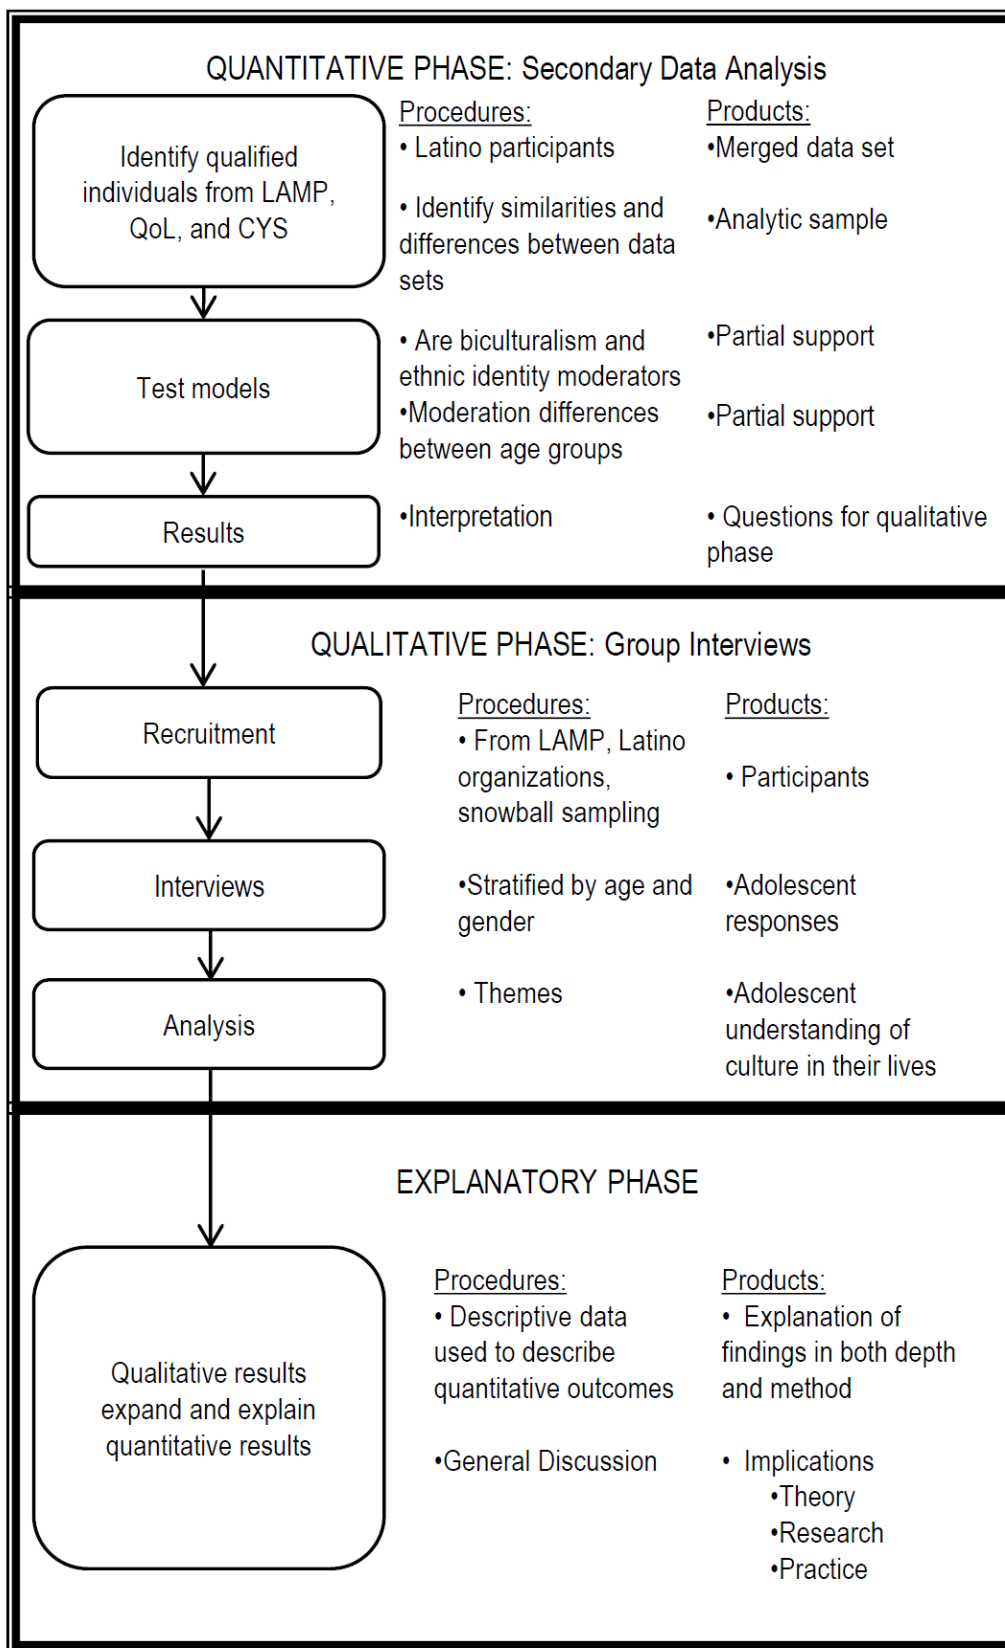 QUANTITATIVE PHASE: Secondary Data Analysis
Identify qualified
individuals from LAMP,
QoL, and CYS
Procedures:
• Latino participants
• Identify similarities and
differences between data
sets
Products:
•Merged data set
•Analytic sample
Test models
• Are biculturalism and
ethnic identity moderators
•Moderation differences
between age groups
•Partial support
•Partial support
Results
•Interpretation
• Questions for qualitative
phase
QUALITATIVE PHASE: Group Interviews
Recruitment
Procedures:
• From LAMP, Latino
organizations,
snowball sampling
Products:
• Participants
Interviews
•Stratified by age and
gender
•Adolescent
responses
Analysis
• Themes
•Adolescent
understanding of
culture in their lives
EXPLANATORY PHASE
Qualitative results
expand and explain
quantitative results
Procedures:
• Descriptive data
used to describe
quantitative outcomes
•General Discussion
Products:
• Explanation of
findings in both depth
and method
• Implications
•Theory
•Research
•Practice